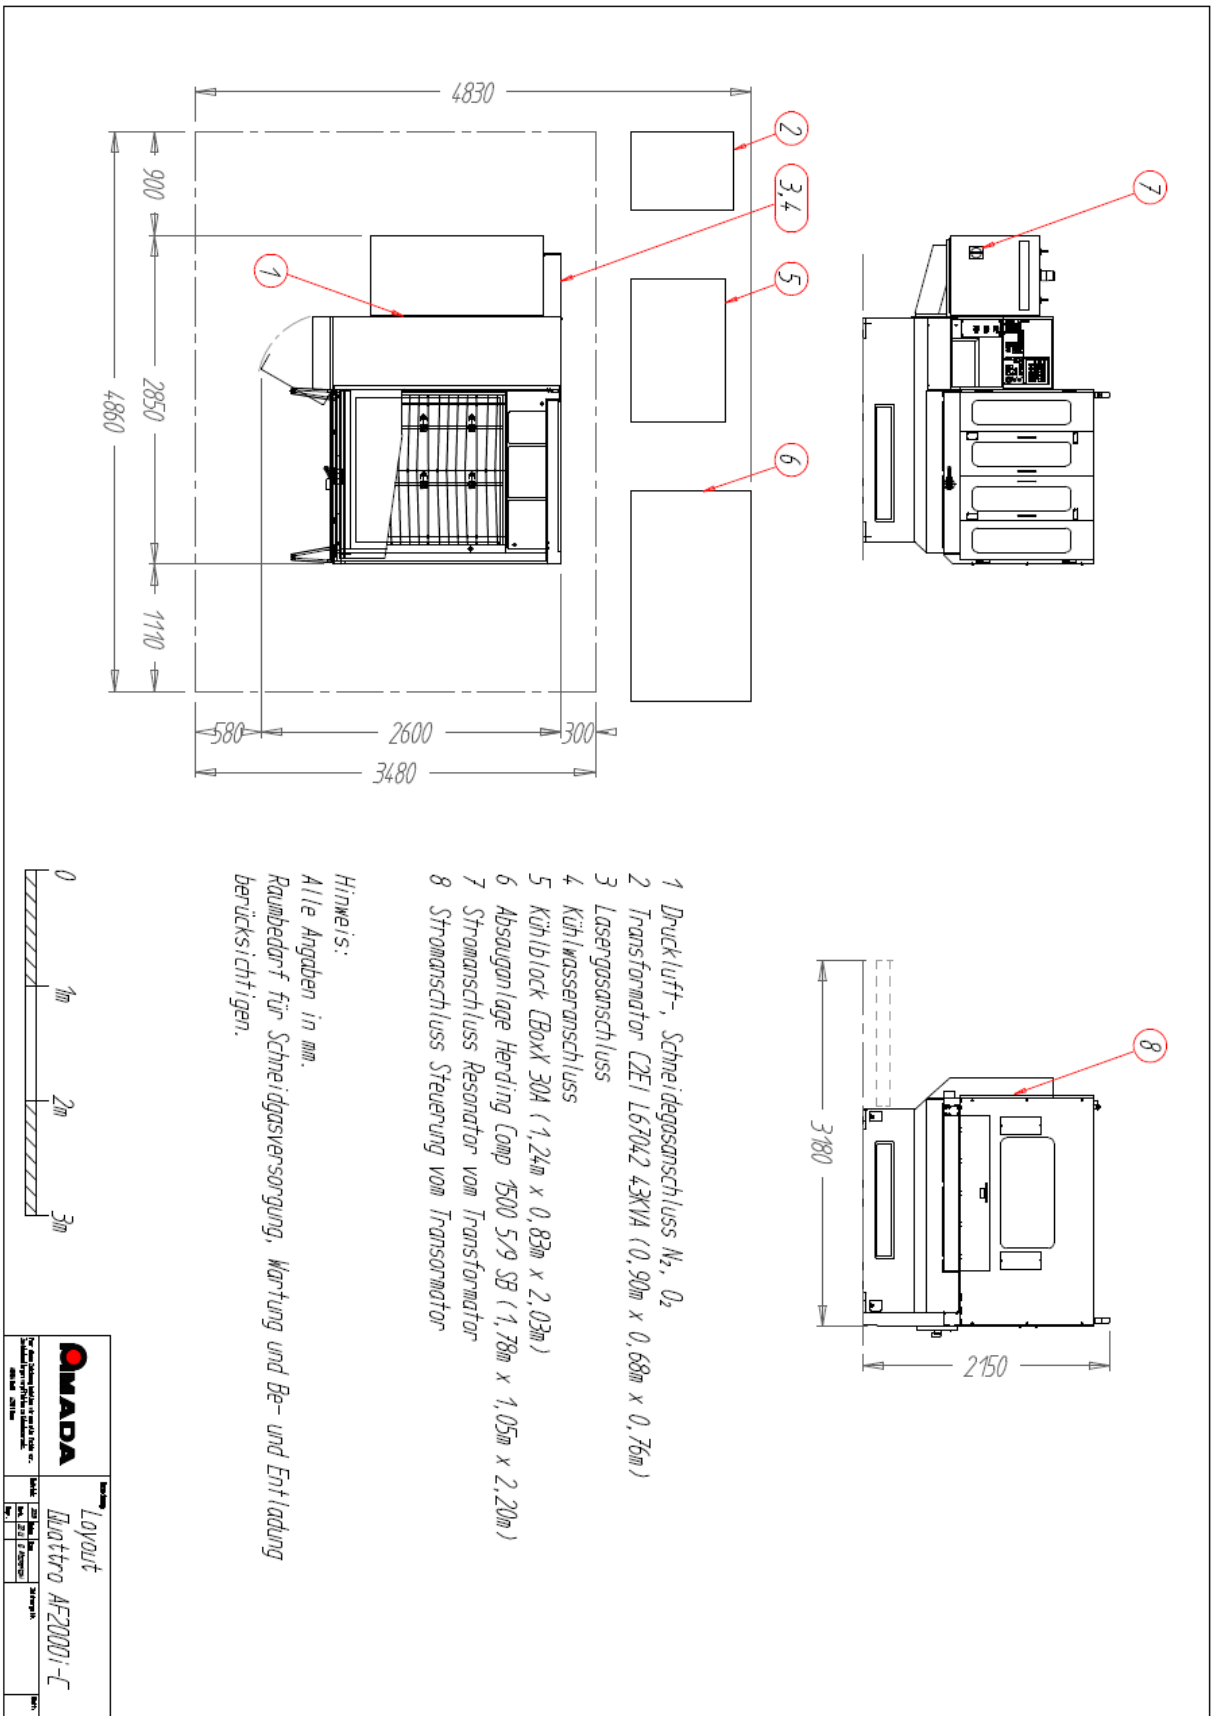 4830
4860
900
2850
1110
580
2600
300
3480
2
3,4
5
6
1
7
8
3180
2150
1 Druckluft-, Schneidegasanschluss N₂, O₂
2 Transformator C2E1 L67042 43KVA (0,90m x 0,68m x 0,76m)
3 Lasergasanschluss
4 Kühlwasseranschluss
5 Kühlblock CBoxX 30A (1,24m x 0,83m x 2,03m)
6 Absauganlage Herding Comp 1500 5/9 SB (1,78m x 1,05m x 2,20m)
7 Stromanschluss Resonator vom Transformator
8 Stromanschluss Steuerung vom Transormator
Hinweis:
Alle Angaben in mm.
Raumbedarf für Schneidgasversorgung, Wartung und Be- und Entladung
berücksichtigen.
0 1m 2m 3m
AMADA
Layout
Quattro AF2000i-C